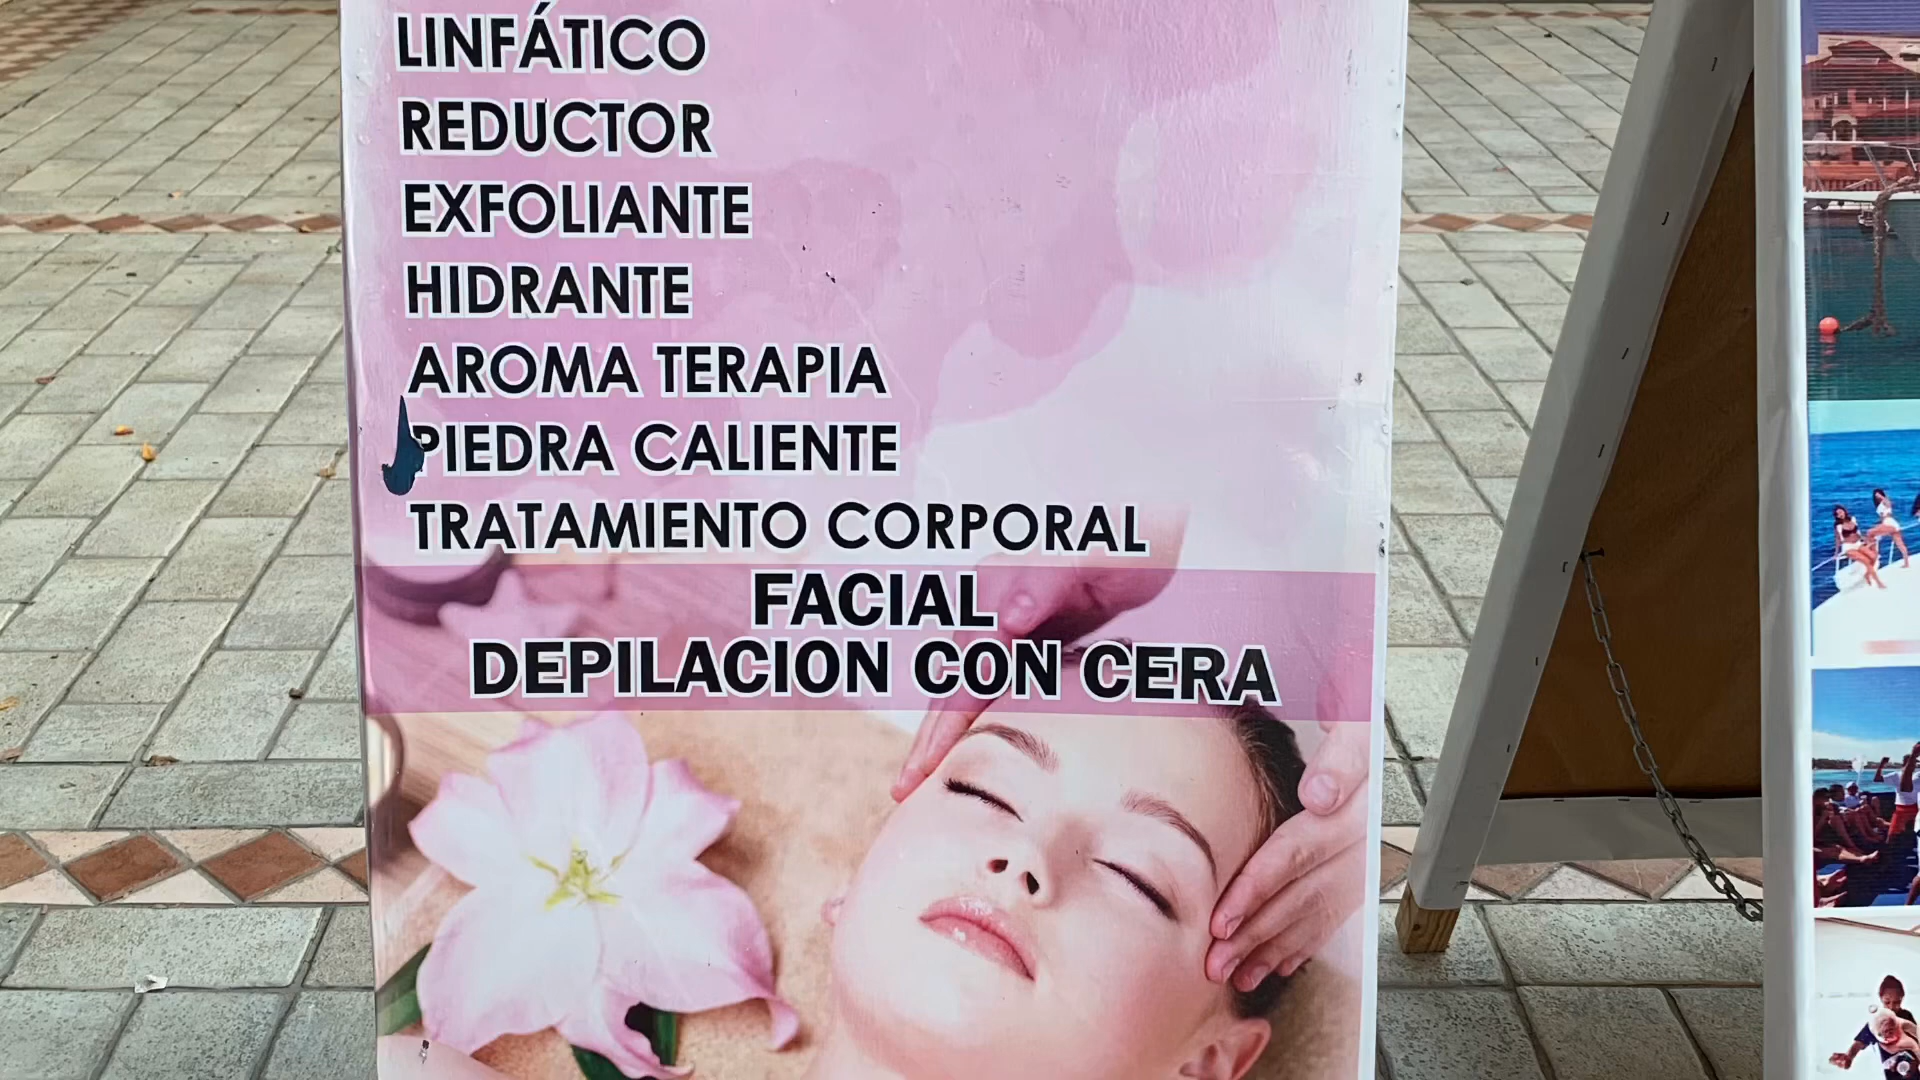 LINFÁTICO
REDUCTOR
EXFOLIANTE
HIDRANTE
AROMA TERAPIA
PIEDRA CALIENTE
TRATAMIENTO CORPORAL
FACIAL
DEPILACION CON CERA